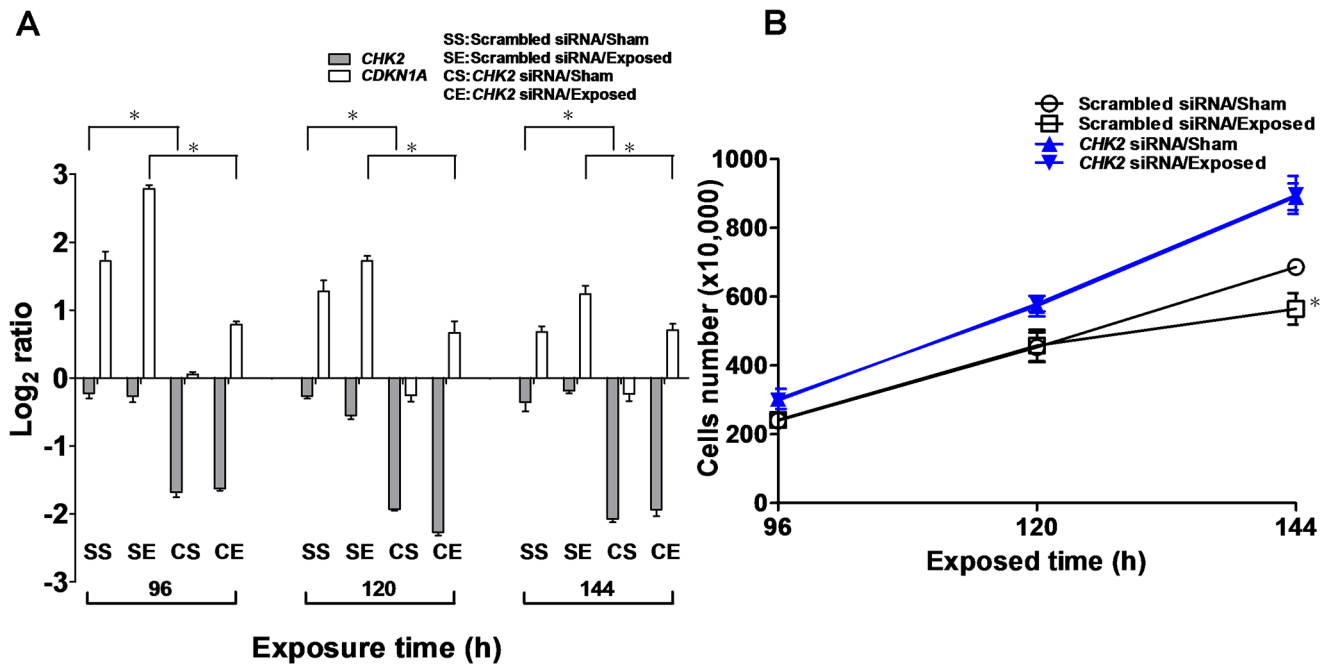 A
CHK2
CDKN1A
SS:Scrambled siRNA/Sham
SE:Scrambled siRNA/Exposed
CS:CHK2 siRNA/Sham
CE:CHK2 siRNA/Exposed
* * *
* * *
3
2
1
0
-1
-2
-3
Log2 ratio
SS SE CS CE SS SE CS CE SS SE CS CE
96 120 144
Exposure time (h)
B
Scrambled siRNA/Sham
Scrambled siRNA/Exposed
CHK2 siRNA/Sham
CHK2 siRNA/Exposed
1000
800
600
400
200
0
*
Cells number (x10,000)
96 120 144
Exposed time (h)